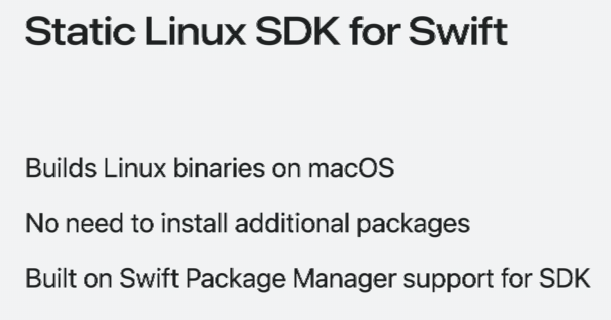 Static Linux SDK for Swift
Builds Linux binaries on macOS
No need to install additional packages
Built on Swift Package Manager support for SDK